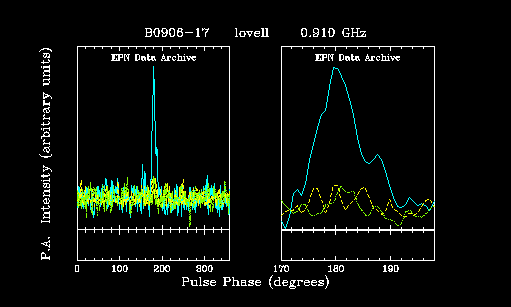 B0906-17 lovell 0.910 GHz
EPN Data Archive EPN Data Archive
P.A. Intensity (arbitrary units)
0 100 200 300 170 180 190
Pulse Phase (degrees)